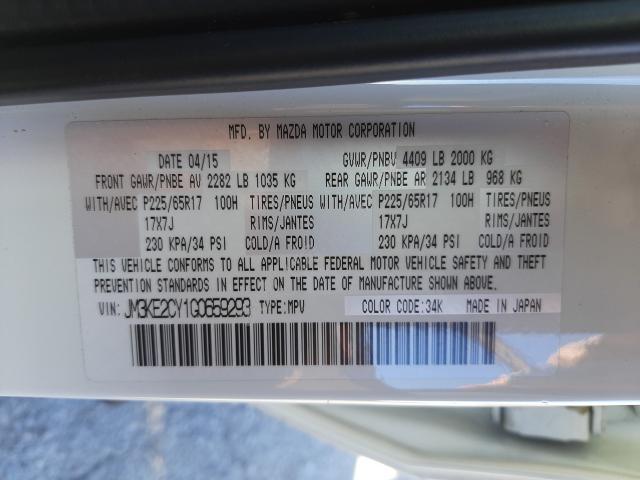 MFD. BY MAZDA MOTOR CORPORATION
DATE 04/15 GVWR/PNBV 4409 LB 2000 KG
FRONT GAWR/PNBE AV 2282 LB 1035 KG REAR GAWR/PNBE AR 2134 LB 968 KG
WITH/AVEC P225/65R17 100H TIRES/PNEUS WITH/AVEC P225/65R17 100H TIRES/PNEUS
17X7J RIMS/JANTES 17X7J RIMS/JANTES
230 KPA/34 PSI COLD/A FROID 230 KPA/34 PSI COLD/A FROID
THIS VEHICLE CONFORMS TO ALL APPLICABLE FEDERAL MOTOR VEHICLE SAFETY AND THEFT
PREVENTION STANDARDS IN EFFECT ON THE DATE OF MANUFACTURE SHOWN ABOVE.
VIN: JM3KE2CY1G0659293 TYPE:MPV COLOR CODE:34K MADE IN JAPAN